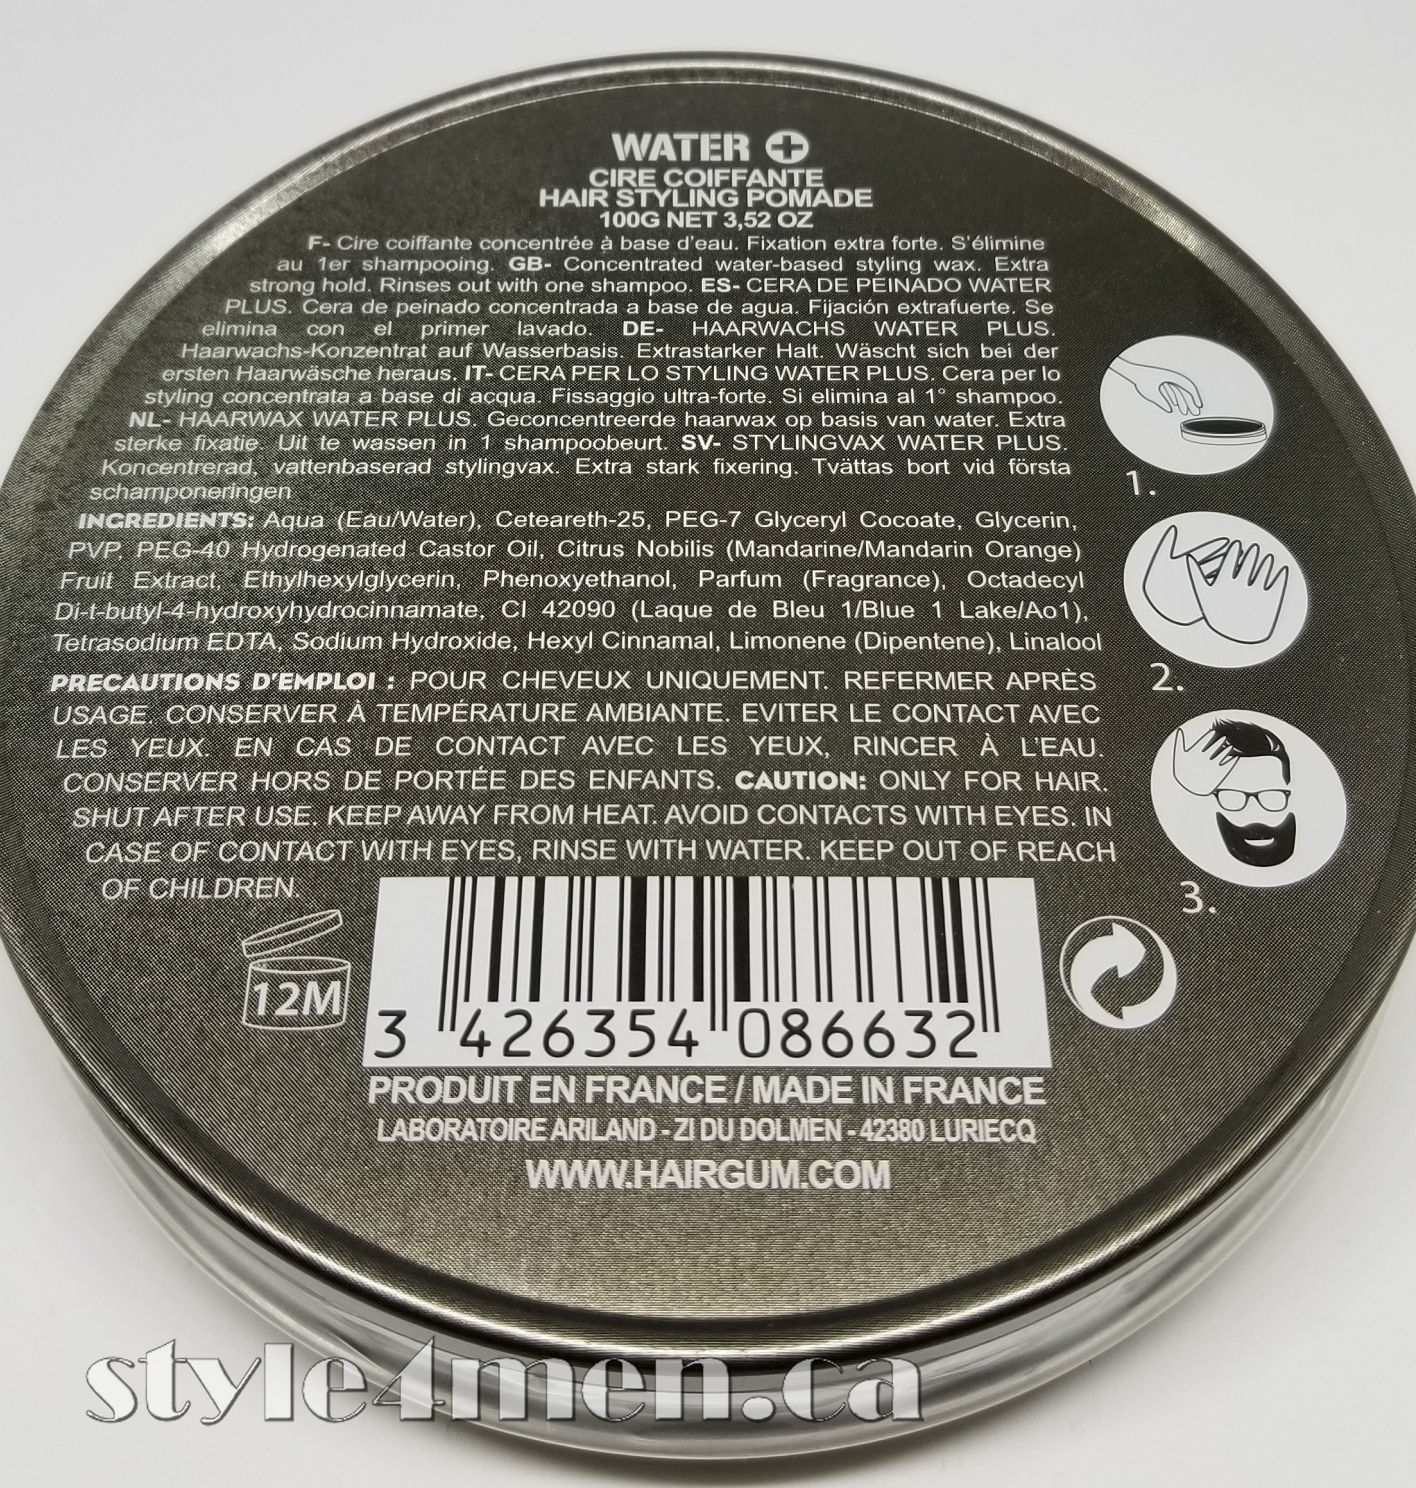 WATER
CIRE COIFFANTE
HAIR STYLING POMADE
100G NET 3,52 OZ
F- Cire coiffante concentrée à base d'eau. Fixation extra forte. S'élimine
au 1er shampooing. GB- Concentrated water-based styling wax. Extra
strong hold. Rinses out with one shampoo. ES- CERA DE PEINADO WATER
PLUS. Cera de peinado concentrada a base de agua. Fijación extrafuerte. Se
elimina con el primer lavado. DE- HAARWACHS WATER PLUS.
Haarwachs-Konzentrat auf Wasserbasis. Extrastarker Halt. Wäscht sich bei der
ersten Haarwäsche heraus. IT- CERA PER LO STYLING WATER PLUS. Cera per lo
styling concentrata a base di acqua. Fissaggio ultra-forte. Si elimina al 1° shampoo.
NL- HAARWAX WATER PLUS. Geconcentreerde haarwax op basis van water. Extra
sterke fixatie. Uit te wassen in 1 shampoobeurt. SV- STYLINGVAX WATER PLUS.
Koncentrerad, vattenbaserad stylingvax. Extra stark fixering. Tvättas bort vid första
schamponeringen
INGREDIENTS: Aqua (Eau/Water), Ceteareth-25, PEG-7 Glyceryl Cocoate, Glycerin,
PVP, PEG-40 Hydrogenated Castor Oil, Citrus Nobilis (Mandarine/Mandarin Orange)
Fruit Extract, Ethylhexylglycerin, Phenoxyethanol, Parfum (Fragrance), Octadecyl
Di-t-butyl-4-hydroxyhydrocinnamate, CI 42090 (Laque de Bleu 1/Blue 1 Lake/Ao1),
Tetrasodium EDTA, Sodium Hydroxide, Hexyl Cinnamal, Limonene (Dipentene), Linalool
PRECAUTIONS D'EMPLOI : POUR CHEVEUX UNIQUEMENT. REFERMER APRÈS
USAGE. CONSERVER À TEMPÉRATURE AMBIANTE. EVITER LE CONTACT AVEC
LES YEUX. EN CAS DE CONTACT AVEC LES YEUX, RINCER À L'EAU.
CONSERVER HORS DE PORTÉE DES ENFANTS. CAUTION: ONLY FOR HAIR.
SHUT AFTER USE. KEEP AWAY FROM HEAT. AVOID CONTACTS WITH EYES. IN
CASE OF CONTACT WITH EYES, RINSE WITH WATER. KEEP OUT OF REACH
OF CHILDREN.
1.
2.
3.
12M
3 426354 086632
PRODUIT EN FRANCE / MADE IN FRANCE
LABORATOIRE ARILAND - ZI DU DOLMEN - 42380 LURIECQ
WWW.HAIRGUM.COM
style4men.ca